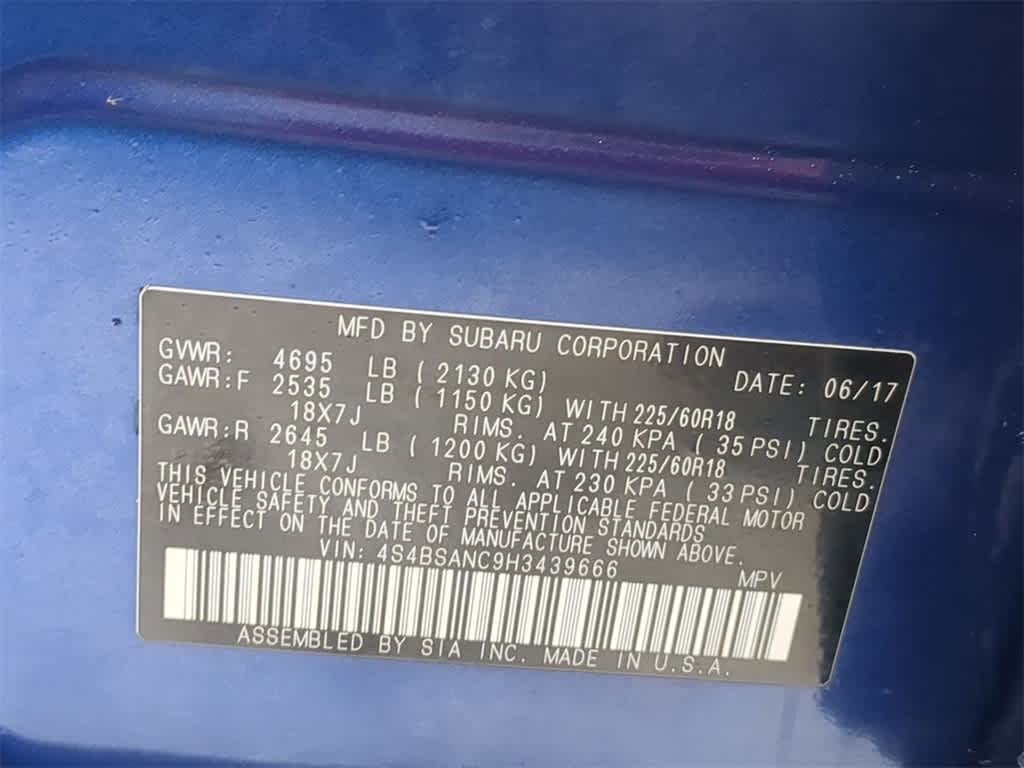 MFD BY SUBARU CORPORATION
GVWR: 4695 LB ( 2130 KG) DATE: 06/17
GAWR:F 2535 LB ( 1150 KG) WITH 225/60R18 TIRES.
18X7J RIMS. AT 240 KPA ( 35 PSI) COLD
GAWR:R 2645 LB ( 1200 KG) WITH 225/60R18 TIRES.
18X7J RIMS. AT 230 KPA ( 33 PSI) COLD
THIS VEHICLE CONFORMS TO ALL APPLICABLE FEDERAL MOTOR
VEHICLE SAFETY AND THEFT PREVENTION STANDARDS
IN EFFECT ON THE DATE OF MANUFACTURE SHOWN ABOVE.
VIN: 4S4BSANC9H3439666 MPV
ASSEMBLED BY SIA INC. MADE IN U.S.A.